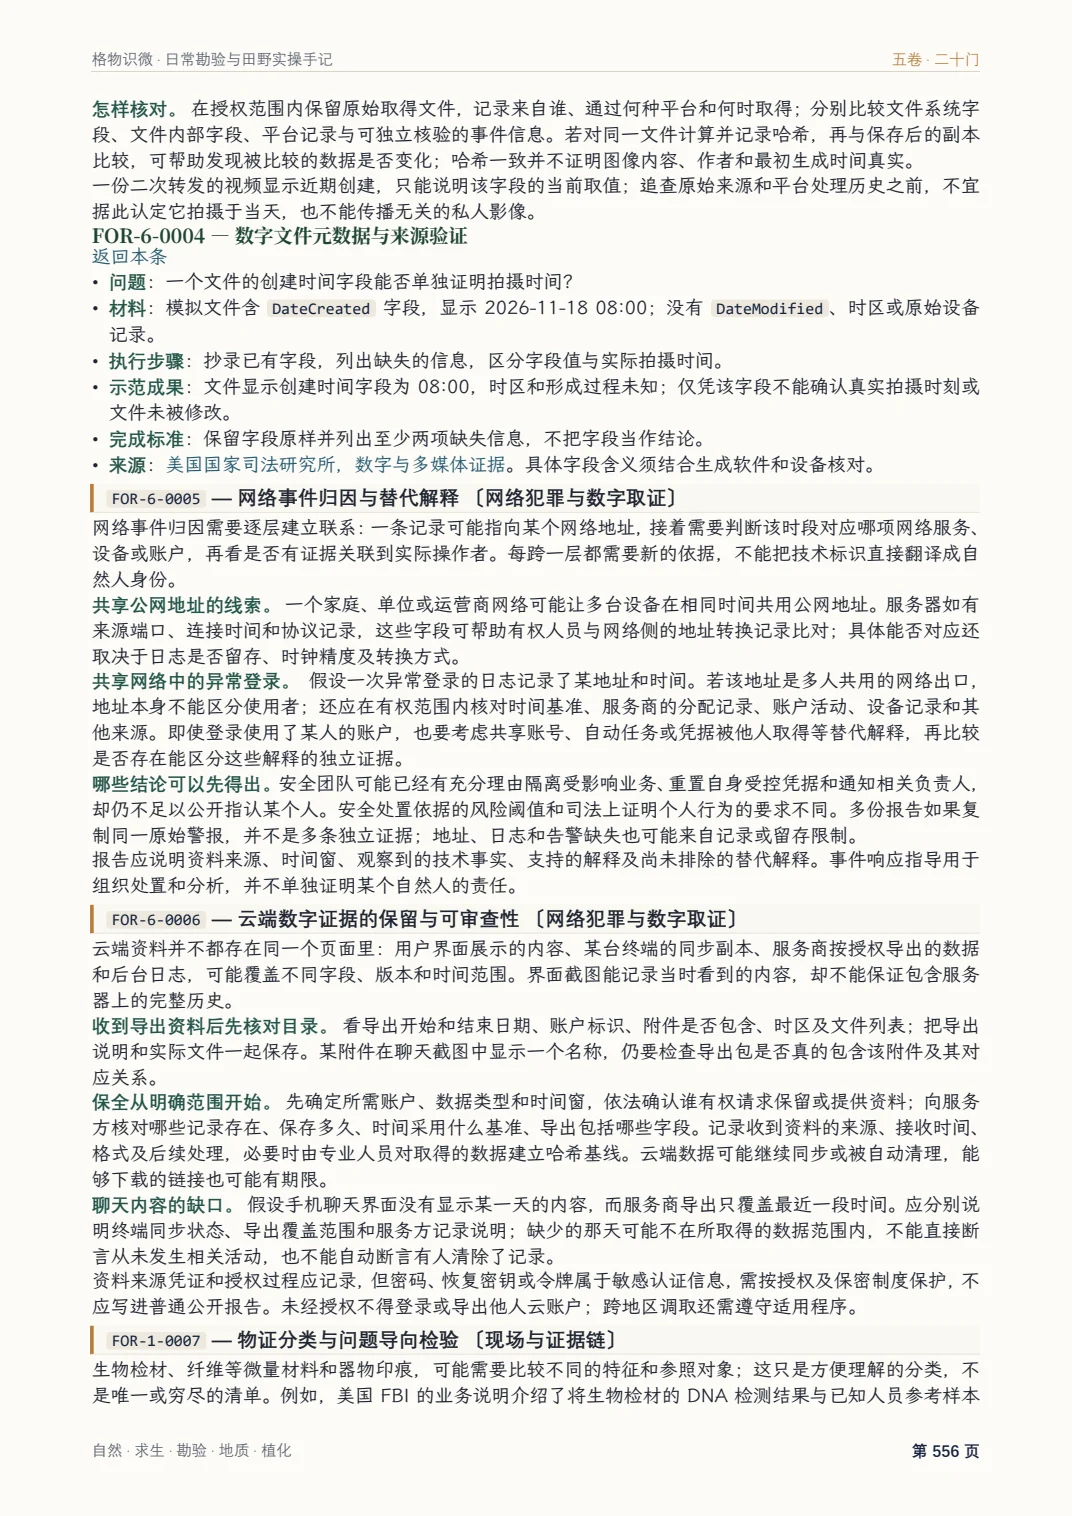 格物识微 · 日常勘验与田野实操手记
五卷 · 二十门
怎样核对。 在授权范围内保留原始取得文件，记录来自谁、通过何种平台和何时取得；分别比较文件系统字
段、文件内部字段、平台记录与可独立核验的事件信息。若对同一文件计算并记录哈希，再与保存后的副本
比较，可帮助发现被比较的数据是否变化；哈希一致并不证明图像内容、作者和最初生成时间真实。
一份二次转发的视频显示近期创建，只能说明该字段的当前取值；追查原始来源和平台处理历史之前，不宜
据此认定它拍摄于当天，也不能传播无关的私人影像。
FOR-6-0004 — 数字文件元数据与来源验证
返回本条
• 问题：一个文件的创建时间字段能否单独证明拍摄时间？
• 材料：模拟文件含 DateCreated 字段，显示 2026-11-18 08:00；没有 DateModified、时区或原始设备
记录。
• 执行步骤：抄录已有字段，列出缺失的信息，区分字段值与实际拍摄时间。
• 示范成果：文件显示创建时间字段为 08:00，时区和形成过程未知；仅凭该字段不能确认真实拍摄时刻或
文件未被修改。
• 完成标准：保留字段原样并列出至少两项缺失信息，不把字段当作结论。
• 来源：美国国家司法研究所，数字与多媒体证据。具体字段含义须结合生成软件和设备核对。
FOR-6-0005 — 网络事件归因与替代解释 〔网络犯罪与数字取证〕
网络事件归因需要逐层建立联系：一条记录可能指向某个网络地址，接着需要判断该时段对应哪项网络服务、
设备或账户，再看是否有证据关联到实际操作者。每跨一层都需要新的依据，不能把技术标识直接翻译成自
然人身份。
共享公网地址的线索。 一个家庭、单位或运营商网络可能让多台设备在相同时间共用公网地址。服务器如有
来源端口、连接时间和协议记录，这些字段可帮助有权人员与网络侧的地址转换记录比对；具体能否对应还
取决于日志是否留存、时钟精度及转换方式。
共享网络中的异常登录。 假设一次异常登录的日志记录了某地址和时间。若该地址是多人共用的网络出口，
地址本身不能区分使用者；还应在有权范围内核对时间基准、服务商的分配记录、账户活动、设备记录和其
他来源。即使登录使用了某人的账户，也要考虑共享账号、自动任务或凭据被他人取得等替代解释，再比较
是否存在能区分这些解释的独立证据。
哪些结论可以先得出。安全团队可能已经有充分理由隔离受影响业务、重置自身受控凭据和通知相关负责人，
却仍不足以公开指认某个人。安全处置依据的风险阈值和司法上证明个人行为的要求不同。多份报告如果复
制同一原始警报，并不是多条独立证据；地址、日志和告警缺失也可能来自记录或留存限制。
报告应说明资料来源、时间窗、观察到的技术事实、支持的解释及尚未排除的替代解释。事件响应指导用于
组织处置和分析，并不单独证明某个自然人的责任。
FOR-6-0006 — 云端数字证据的保留与可审查性 〔网络犯罪与数字取证〕
云端资料并不都存在同一个页面里：用户界面展示的内容、某台终端的同步副本、服务商按授权导出的数据
和后台日志，可能覆盖不同字段、版本和时间范围。界面截图能记录当时看到的内容，却不能保证包含服务
器上的完整历史。
收到导出资料后先核对目录。 看导出开始和结束日期、账户标识、附件是否包含、时区及文件列表；把导出
说明和实际文件一起保存。某附件在聊天截图中显示一个名称，仍要检查导出包是否真的包含该附件及其对
应关系。
保全从明确范围开始。 先确定所需账户、数据类型和时间窗，依法确认谁有权请求保留或提供资料；向服务
方核对哪些记录存在、保存多久、时间采用什么基准、导出包括哪些字段。记录收到资料的来源、接收时间、
格式及后续处理，必要时由专业人员对取得的数据建立哈希基线。云端数据可能继续同步或被自动清理，能
够下载的链接也可能有期限。
聊天内容的缺口。 假设手机聊天界面没有显示某一天的内容，而服务商导出只覆盖最近一段时间。应分别说
明终端同步状态、导出覆盖范围和服务方记录说明；缺少的那天可能不在所取得的数据范围内，不能直接断
言从未发生相关活动，也不能自动断言有人清除了记录。
资料来源凭证和授权过程应记录，但密码、恢复密钥或令牌属于敏感认证信息，需按授权及保密制度保护，不
应写进普通公开报告。未经授权不得登录或导出他人云账户；跨地区调取还需遵守适用程序。
FOR-1-0007 — 物证分类与问题导向检验 〔现场与证据链〕
生物检材、纤维等微量材料和器物印痕，可能需要比较不同的特征和参照对象；这只是方便理解的分类，不
是唯一或穷尽的清单。例如，美国 FBI 的业务说明介绍了将生物检材的 DNA 检测结果与已知人员参考样本
自然 · 求生 · 勘验 · 地质 · 植化
第 556 页